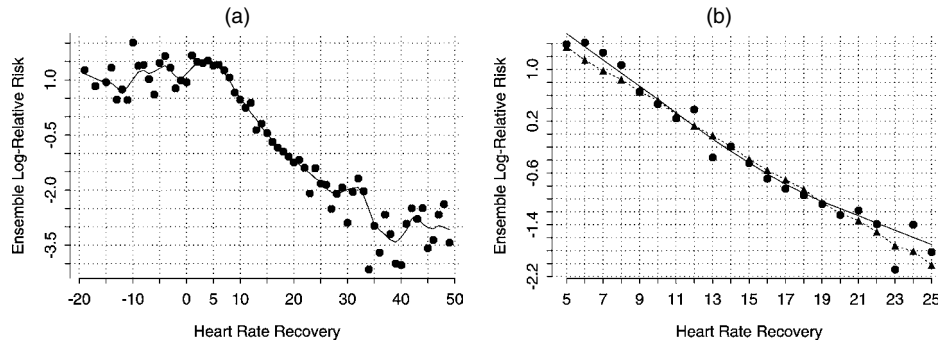 (a)
Ensemble Log-Relative Risk
1.0
-0.5
-2.0
-3.5
-20 -10 0 5 10 20 30 40 50
Heart Rate Recovery
(b)
Ensemble Log-Relative Risk
1.0
0.2
-0.6
-1.4
-2.2
5 7 9 11 13 15 17 19 21 23 25
Heart Rate Recovery